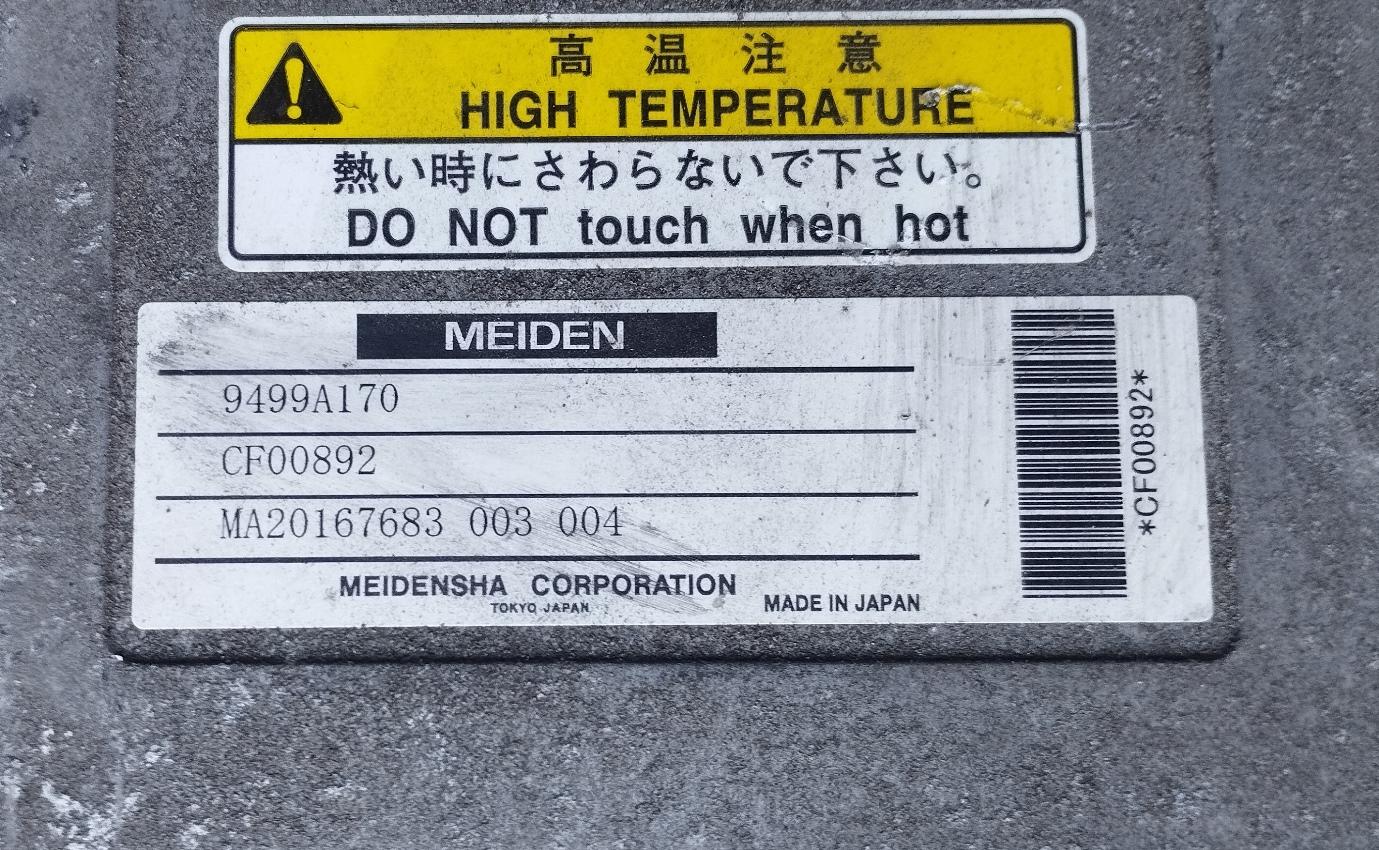 高温注意
HIGH TEMPERATURE
熱い時にさわらないで下さい。
DO NOT touch when hot
MEIDEN
9499A170
CF00892
MA20167683 003 004
MEIDENSHA CORPORATION
TOKYO JAPAN
MADE IN JAPAN
*CF00892*